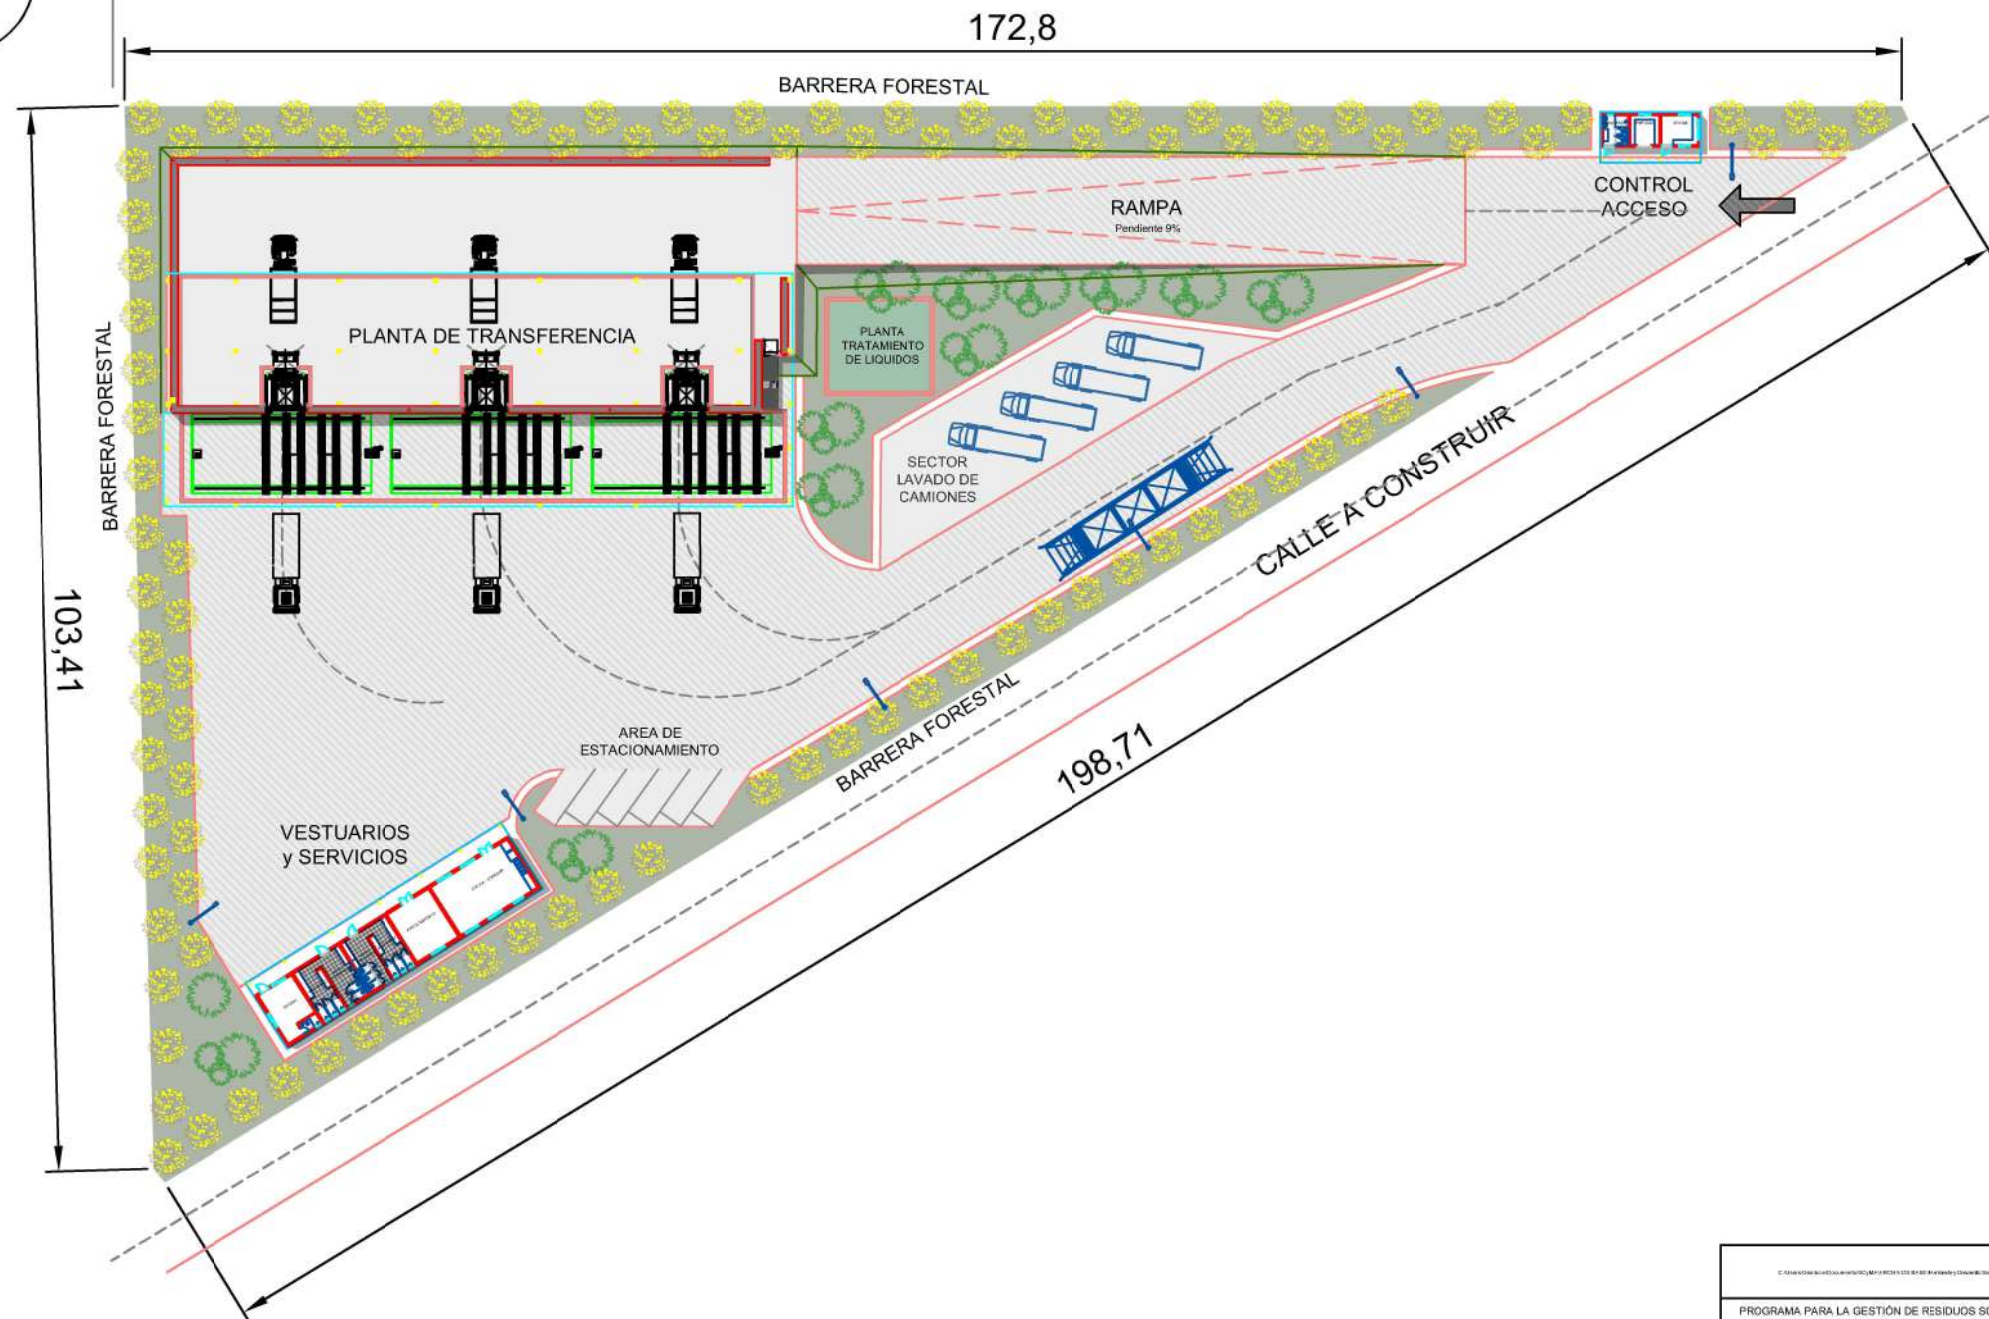 172,8
BARRERA FORESTAL
CONTROL
ACCESO
RAMPA
Pendiente 9%
PLANTA DE TRANSFERENCIA
PLANTA
TRATAMIENTO
DE LIQUIDOS
BARRERA FORESTAL
SECTOR
LAVADO DE
CAMIONES
CALLE A CONSTRUIR
103,41
BARRERA FORESTAL
198,71
AREA DE
ESTACIONAMIENTO
VESTUARIOS
y SERVICIOS
PROGRAMA PARA LA GESTIÓN DE RESIDUOS